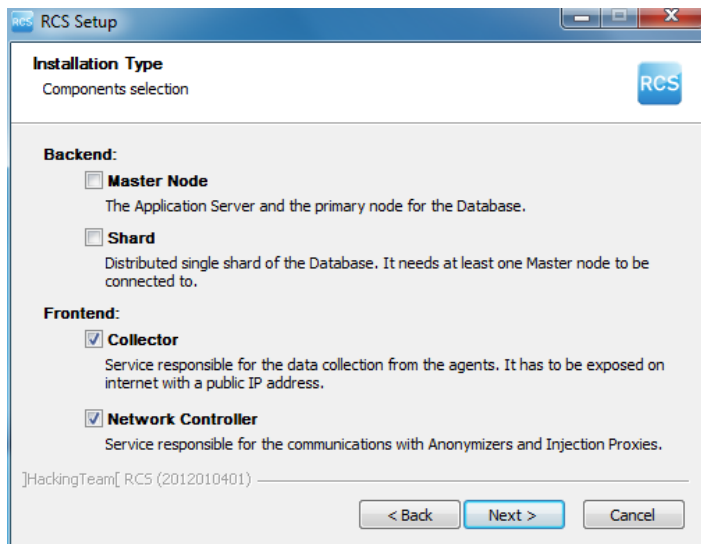 RCS RCS Setup
Installation Type
Components selection
RCS
Backend:
Master Node
The Application Server and the primary node for the Database.
Shard
Distributed single shard of the Database. It needs at least one Master node to be
connected to.
Frontend:
Collector
Service responsible for the data collection from the agents. It has to be exposed on
internet with a public IP address.
Network Controller
Service responsible for the communications with Anonymizers and Injection Proxies.
]HackingTeam[ RCS (2012010401)
< Back Next > Cancel